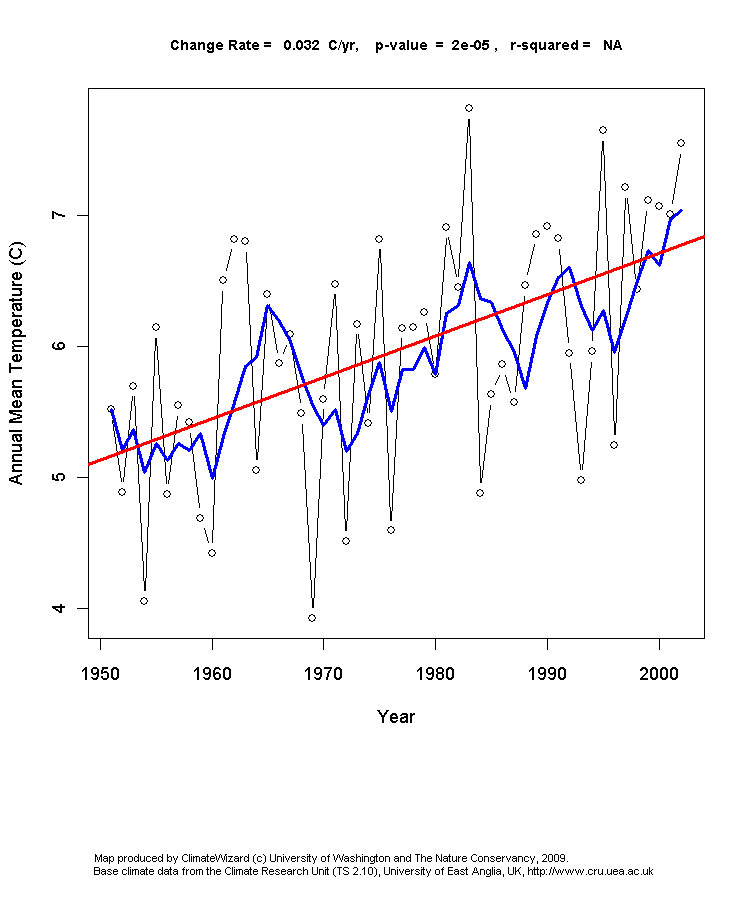 Change Rate = 0.032 C/yr, p-value = 2e-05 , r-squared = NA
Annual Mean Temperature (C)
7
6
5
4
1950 1960 1970 1980 1990 2000
Year
Map produced by ClimateWizard (c) University of Washington and The Nature Conservancy, 2009.
Base climate data from the Climate Research Unit (TS 2.10), University of East Anglia, UK, http://www.cru.uea.ac.uk